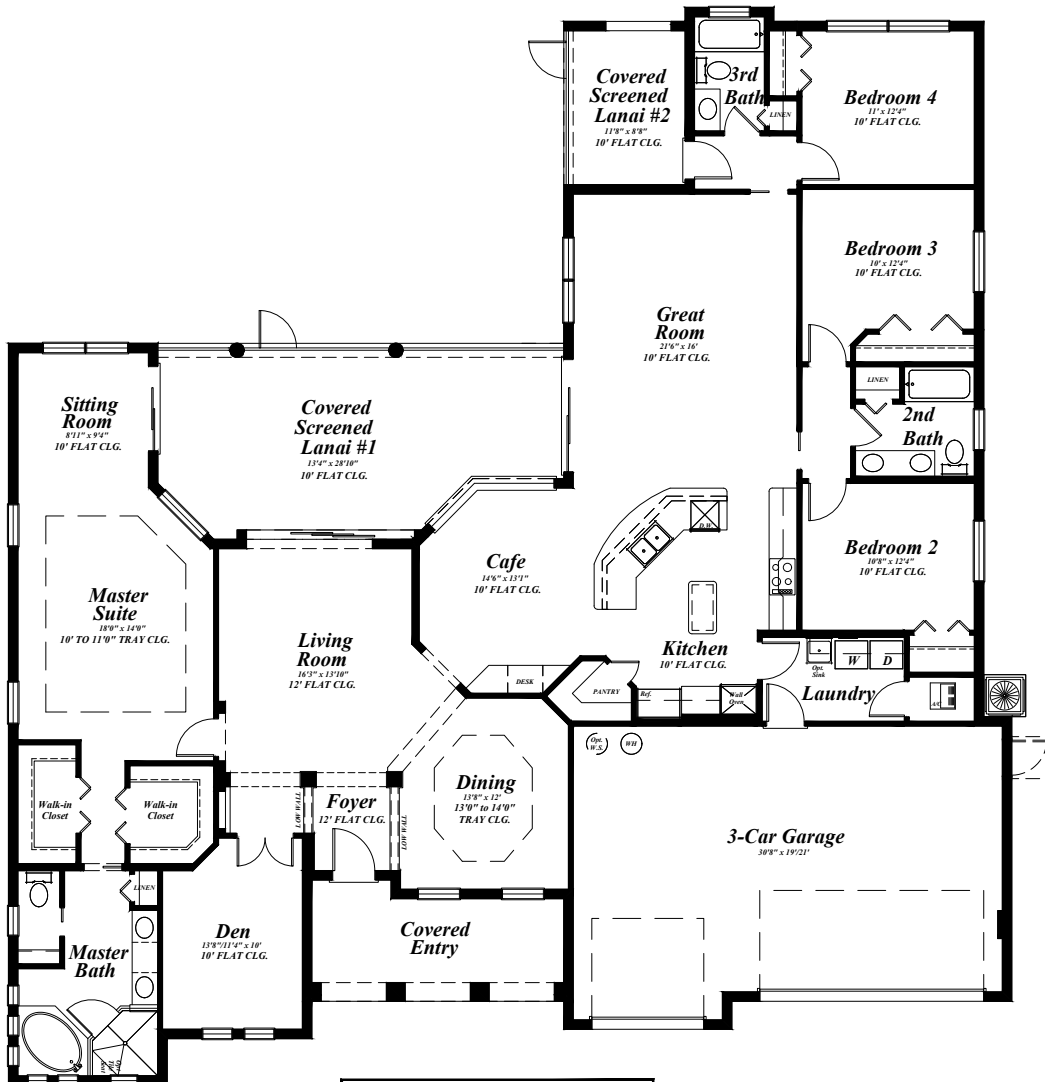 Covered
Screened
Lanai #2
11'8" x 8'8"
10' FLAT CLG.
3rd
Bath
LINEN
Bedroom 4
11' x 12'4"
10' FLAT CLG.
Bedroom 3
10' x 12'4"
10' FLAT CLG.
Great
Room
21'6" x 16'
10' FLAT CLG.
Sitting
Room
8'11" x 9'4"
10' FLAT CLG.
Covered
Screened
Lanai #1
13'4" x 28'10"
10' FLAT CLG.
LINEN
2nd
Bath
D.W.
Bedroom 2
10'8" x 12'4"
10' FLAT CLG.
Cafe
14'6" x 13'1"
10' FLAT CLG.
Master
Suite
18'0" x 14'0"
10' TO 11'0" TRAY CLG.
Living
Room
16'3" x 13'10"
12' FLAT CLG.
Kitchen
10' FLAT CLG.
Opt.
Sink
W
D
Laundry
A/C
DESK
PANTRY
Ref.
Wall
Oven
Opt.
W.S.
WH
Walk-in
Closet
Walk-in
Closet
LOW WALL
Foyer
12' FLAT CLG.
LOW WALL
Dining
13'8" x 12'
13'0" to 14'0"
TRAY CLG.
3-Car Garage
30'8" x 19'/21'
LINEN
Master
Bath
Den
13'8"/11'4" x 10'
10' FLAT CLG.
Covered
Entry
Opt.
Tile
Seat